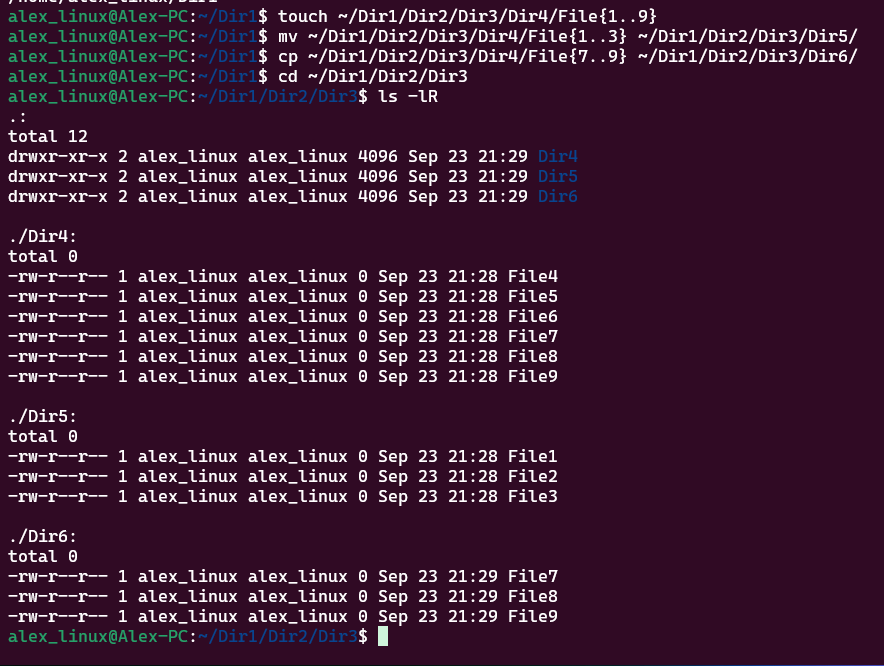 /home/alex_linux/Dir1
alex_linux@Alex-PC:~/Dir1$ touch ~/Dir1/Dir2/Dir3/Dir4/File{1..9}
alex_linux@Alex-PC:~/Dir1$ mv ~/Dir1/Dir2/Dir3/Dir4/File{1..3} ~/Dir1/Dir2/Dir3/Dir5/
alex_linux@Alex-PC:~/Dir1$ cp ~/Dir1/Dir2/Dir3/Dir4/File{7..9} ~/Dir1/Dir2/Dir3/Dir6/
alex_linux@Alex-PC:~/Dir1$ cd ~/Dir1/Dir2/Dir3
alex_linux@Alex-PC:~/Dir1/Dir2/Dir3$ ls -lR
.:
total 12
drwxr-xr-x 2 alex_linux alex_linux 4096 Sep 23 21:29 Dir4
drwxr-xr-x 2 alex_linux alex_linux 4096 Sep 23 21:29 Dir5
drwxr-xr-x 2 alex_linux alex_linux 4096 Sep 23 21:29 Dir6

./Dir4:
total 0
-rw-r--r-- 1 alex_linux alex_linux 0 Sep 23 21:28 File4
-rw-r--r-- 1 alex_linux alex_linux 0 Sep 23 21:28 File5
-rw-r--r-- 1 alex_linux alex_linux 0 Sep 23 21:28 File6
-rw-r--r-- 1 alex_linux alex_linux 0 Sep 23 21:28 File7
-rw-r--r-- 1 alex_linux alex_linux 0 Sep 23 21:28 File8
-rw-r--r-- 1 alex_linux alex_linux 0 Sep 23 21:28 File9

./Dir5:
total 0
-rw-r--r-- 1 alex_linux alex_linux 0 Sep 23 21:28 File1
-rw-r--r-- 1 alex_linux alex_linux 0 Sep 23 21:28 File2
-rw-r--r-- 1 alex_linux alex_linux 0 Sep 23 21:28 File3

./Dir6:
total 0
-rw-r--r-- 1 alex_linux alex_linux 0 Sep 23 21:29 File7
-rw-r--r-- 1 alex_linux alex_linux 0 Sep 23 21:29 File8
-rw-r--r-- 1 alex_linux alex_linux 0 Sep 23 21:29 File9
alex_linux@Alex-PC:~/Dir1/Dir2/Dir3$